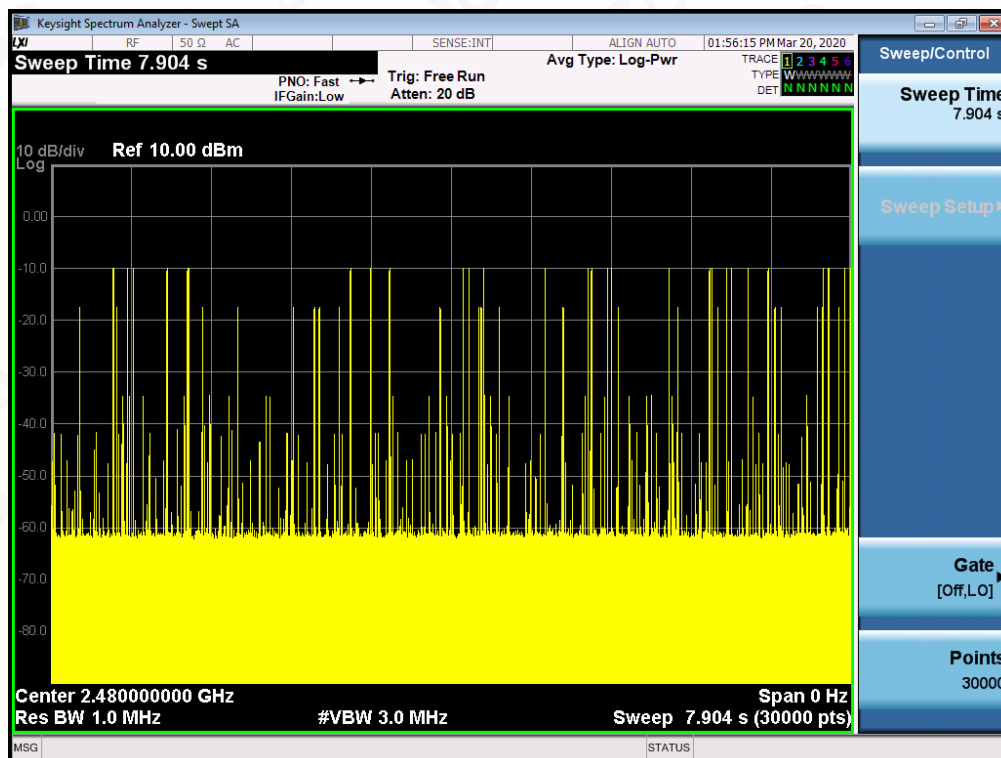 Keysight Spectrum Analyzer - Swept SA
LXI RF 50 Ω AC SENSE:INT ALIGN AUTO 01:56:15 PM Mar 20, 2020
Sweep Time 7.904 s
Avg Type: Log-Pwr
TRACE 1 2 3 4 5 6
PNO: Fast Trig: Free Run
TYPE WWWWWW
IFGain:Low Atten: 20 dB
DET N N N N N N
Sweep/Control
Sweep Time
7.904 s
Sweep Setup
Gate
[Off,LO]
Points
30000
10 dB/div Ref 10.00 dBm
Log
0.00
-10.0
-20.0
-30.0
-40.0
-50.0
-60.0
-70.0
-80.0
Center 2.480000000 GHz Span 0 Hz
Res BW 1.0 MHz #VBW 3.0 MHz Sweep 7.904 s (30000 pts)
MSG STATUS